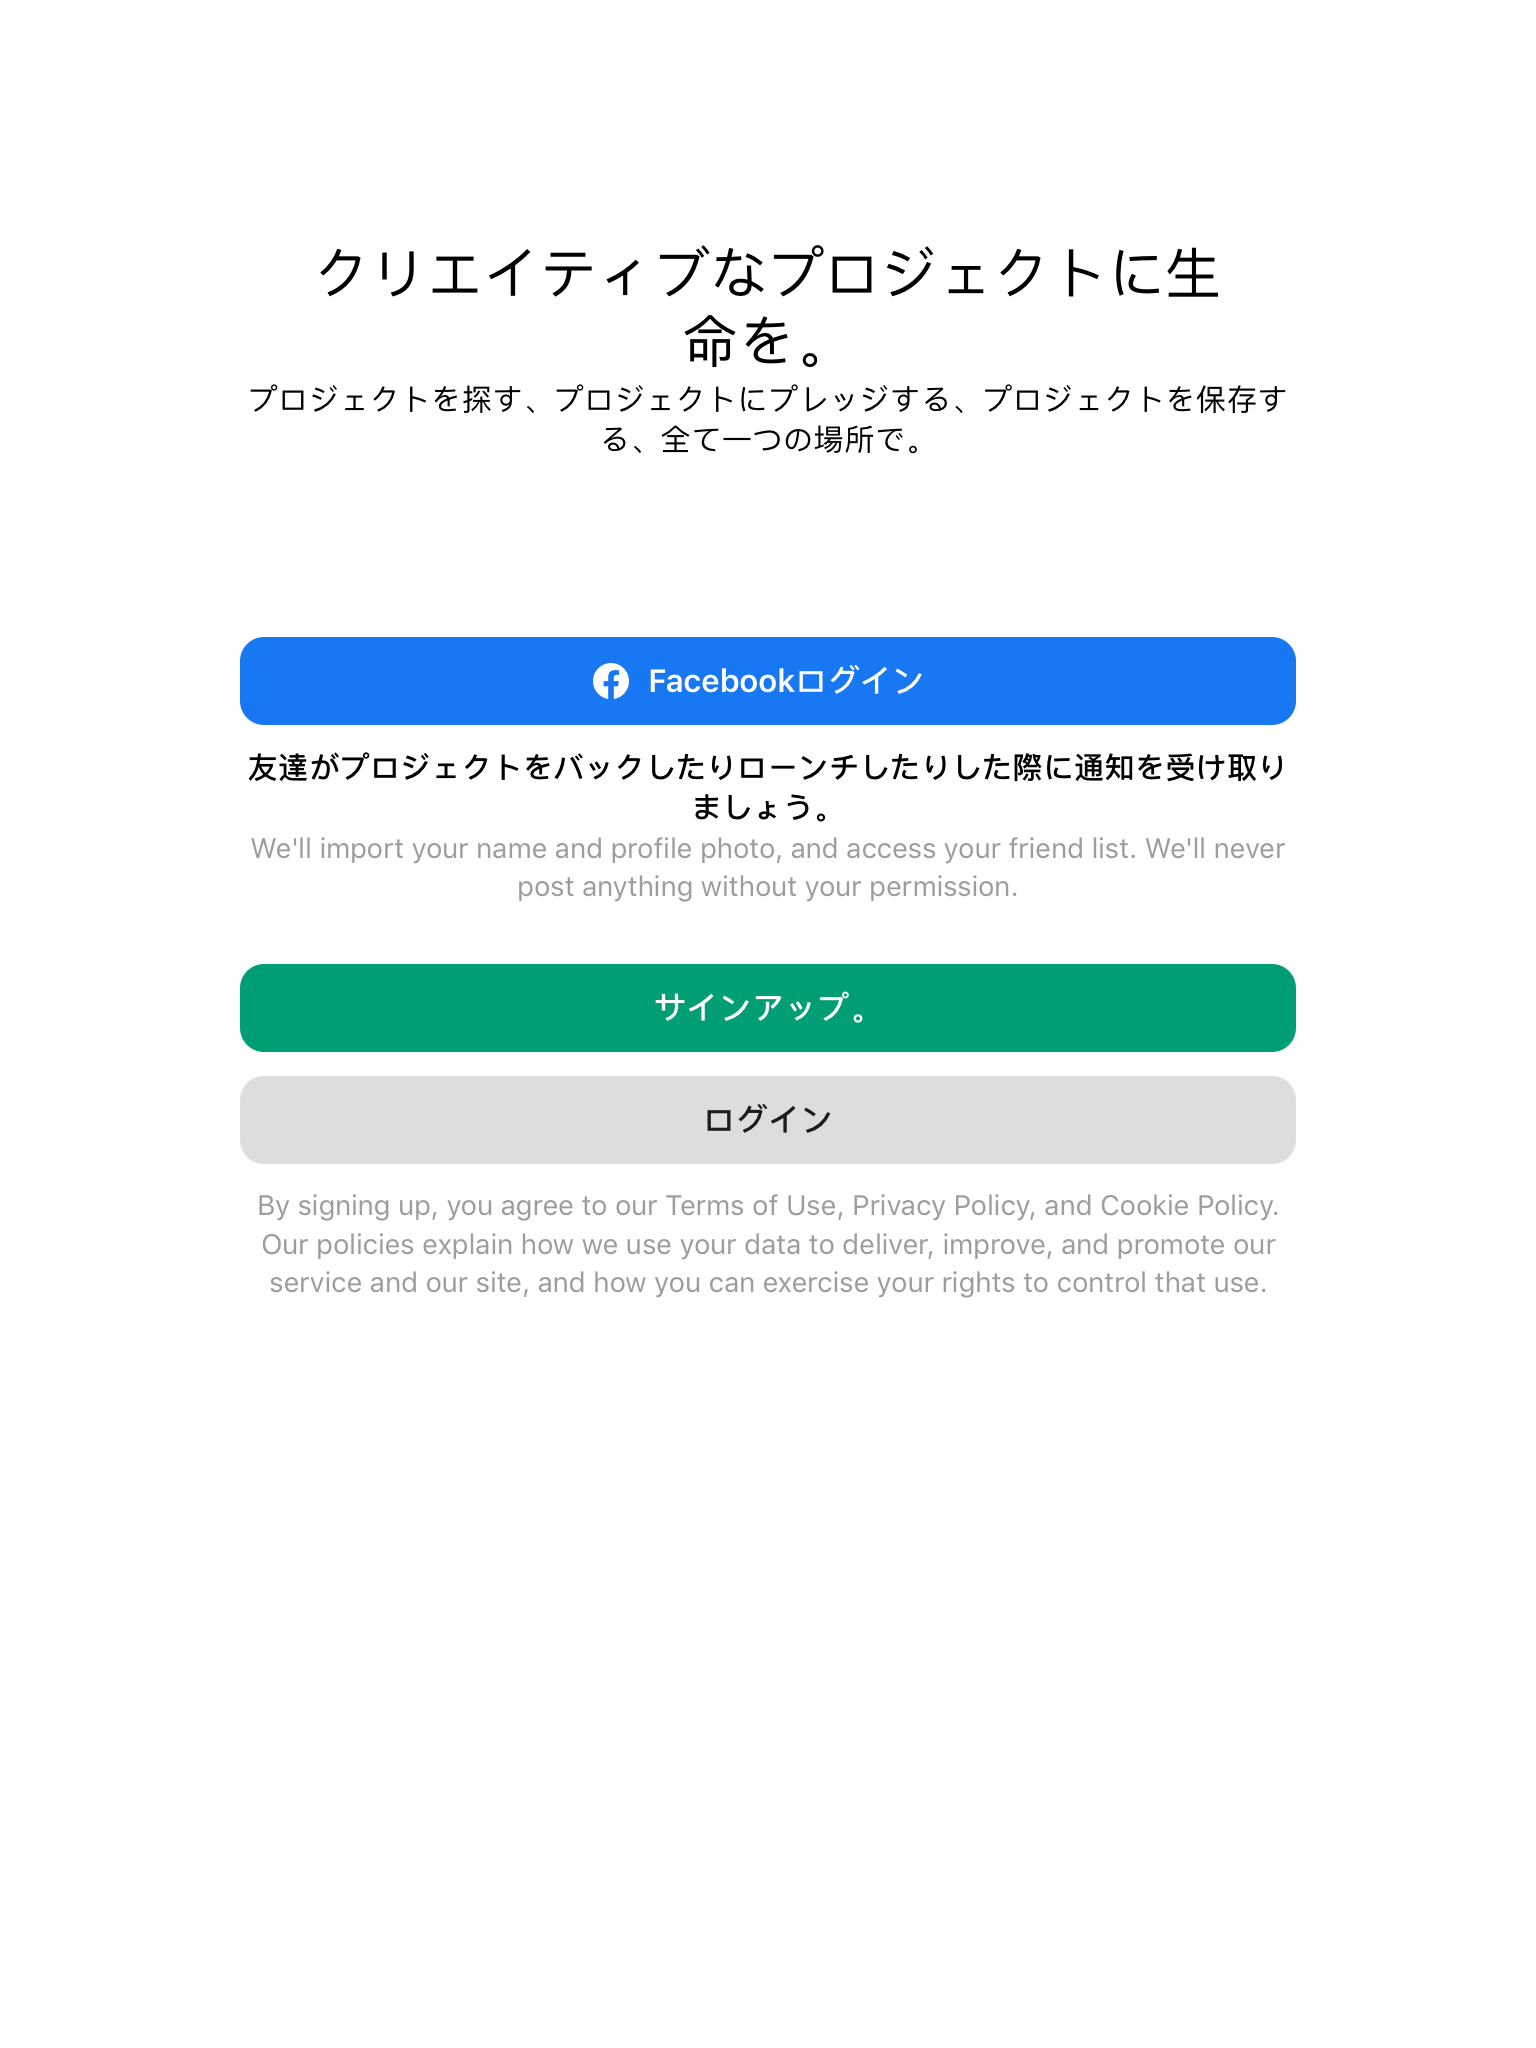 クリエイティブなプロジェクトに生
命を。
プロジェクトを探す、プロジェクトにプレッジする、プロジェクトを保存す
る、全て一つの場所で。
Facebookログイン
友達がプロジェクトをバックしたりローンチしたりした際に通知を受け取り
ましょう。
We'll import your name and profile photo, and access your friend list. We'll never
post anything without your permission.
サインアップ。
ログイン
By signing up, you agree to our Terms of Use, Privacy Policy, and Cookie Policy.
Our policies explain how we use your data to deliver, improve, and promote our
service and our site, and how you can exercise your rights to control that use.